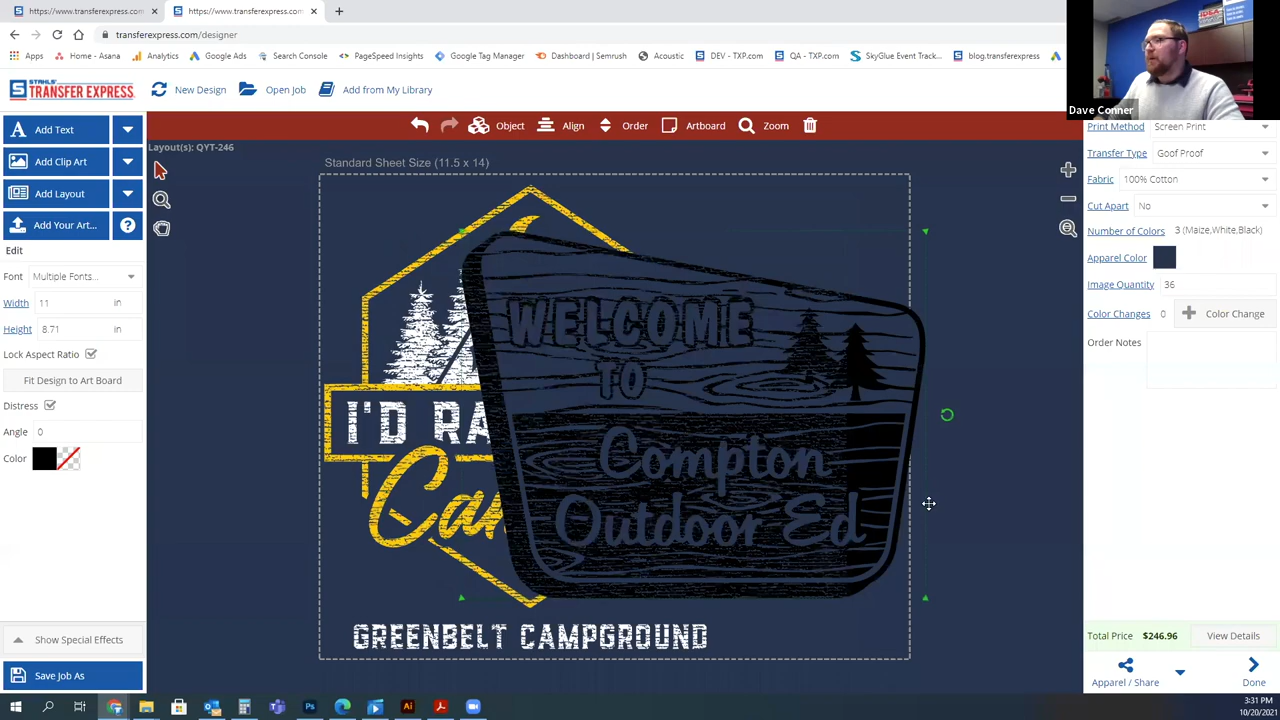 https://www.transferexpress.com
https://www.transferexpress.com
transferexpress.com/designer
Apps
Home - Asana
Analytics
Google Ads
Search Console
PageSpeed Insights
Google Tag Manager
Dashboard | Semrush
Acoustic
DEV - TXP.com
QA - TXP.com
SkyGlue Event Track...
blog.transferexpress
Dave Conner
STAHLS'
TRANSFER EXPRESS
New Design
Open Job
Add from My Library
Add Text
Add Clip Art
Add Layout
Add Your Art...
Edit
Font
Multiple Fonts...
Width
11
in
Height
8.71
in
Lock Aspect Ratio
Fit Design to Art Board
Distress
Angle
0
Color
Show Special Effects
Save Job As
Object
Align
Order
Artboard
Zoom
Layout(s): QYT-246
Standard Sheet Size (11.5 x 14)
WELCOME
TO
Compton
Outdoor Ed
I'D RA
Ca
GREENBELT CAMPGROUND
Print Method
Screen Print
Transfer Type
Goof Proof
Fabric
100% Cotton
Cut Apart
No
Number of Colors
3 (Maize,White,Black)
Apparel Color
Image Quantity
36
Color Changes
0
Color Change
Order Notes
Total Price
$246.96
View Details
Apparel / Share
Done
3:31 PM
10/20/2021